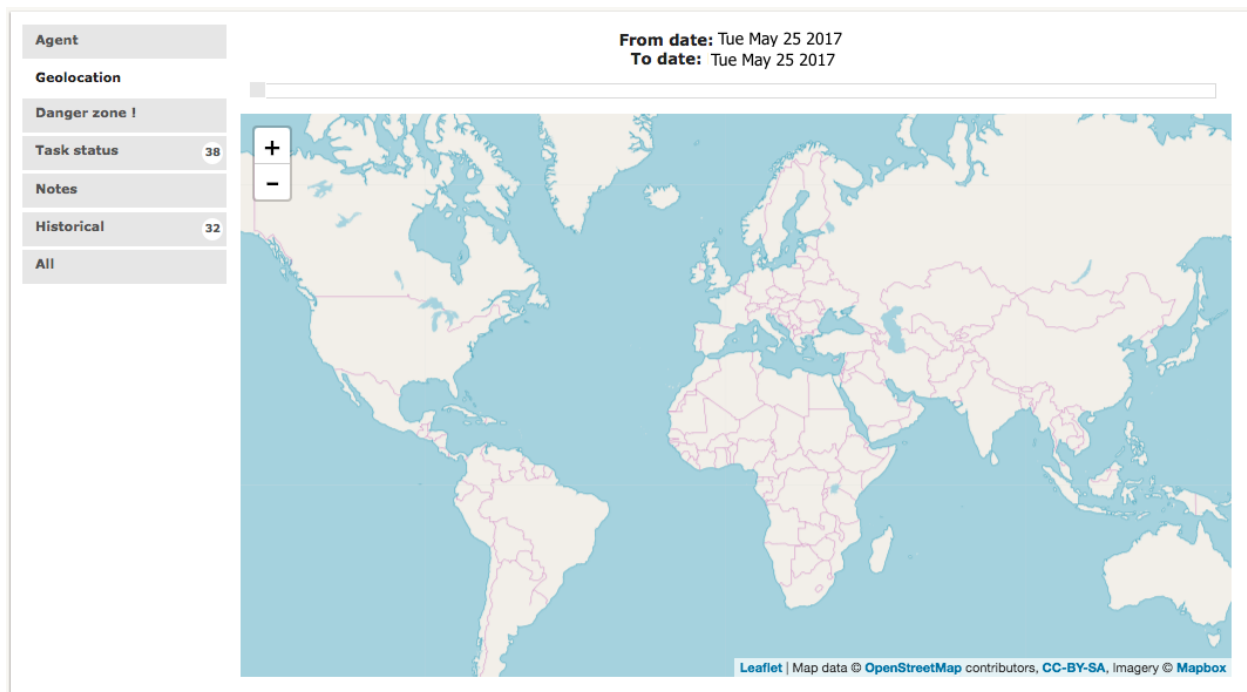 Agent
Geolocation
Danger zone !
Task status 38
Notes
Historical 32
All
From date: Tue May 25 2017
To date: Tue May 25 2017
+
-
Leaflet | Map data © OpenStreetMap contributors, CC-BY-SA, Imagery © Mapbox